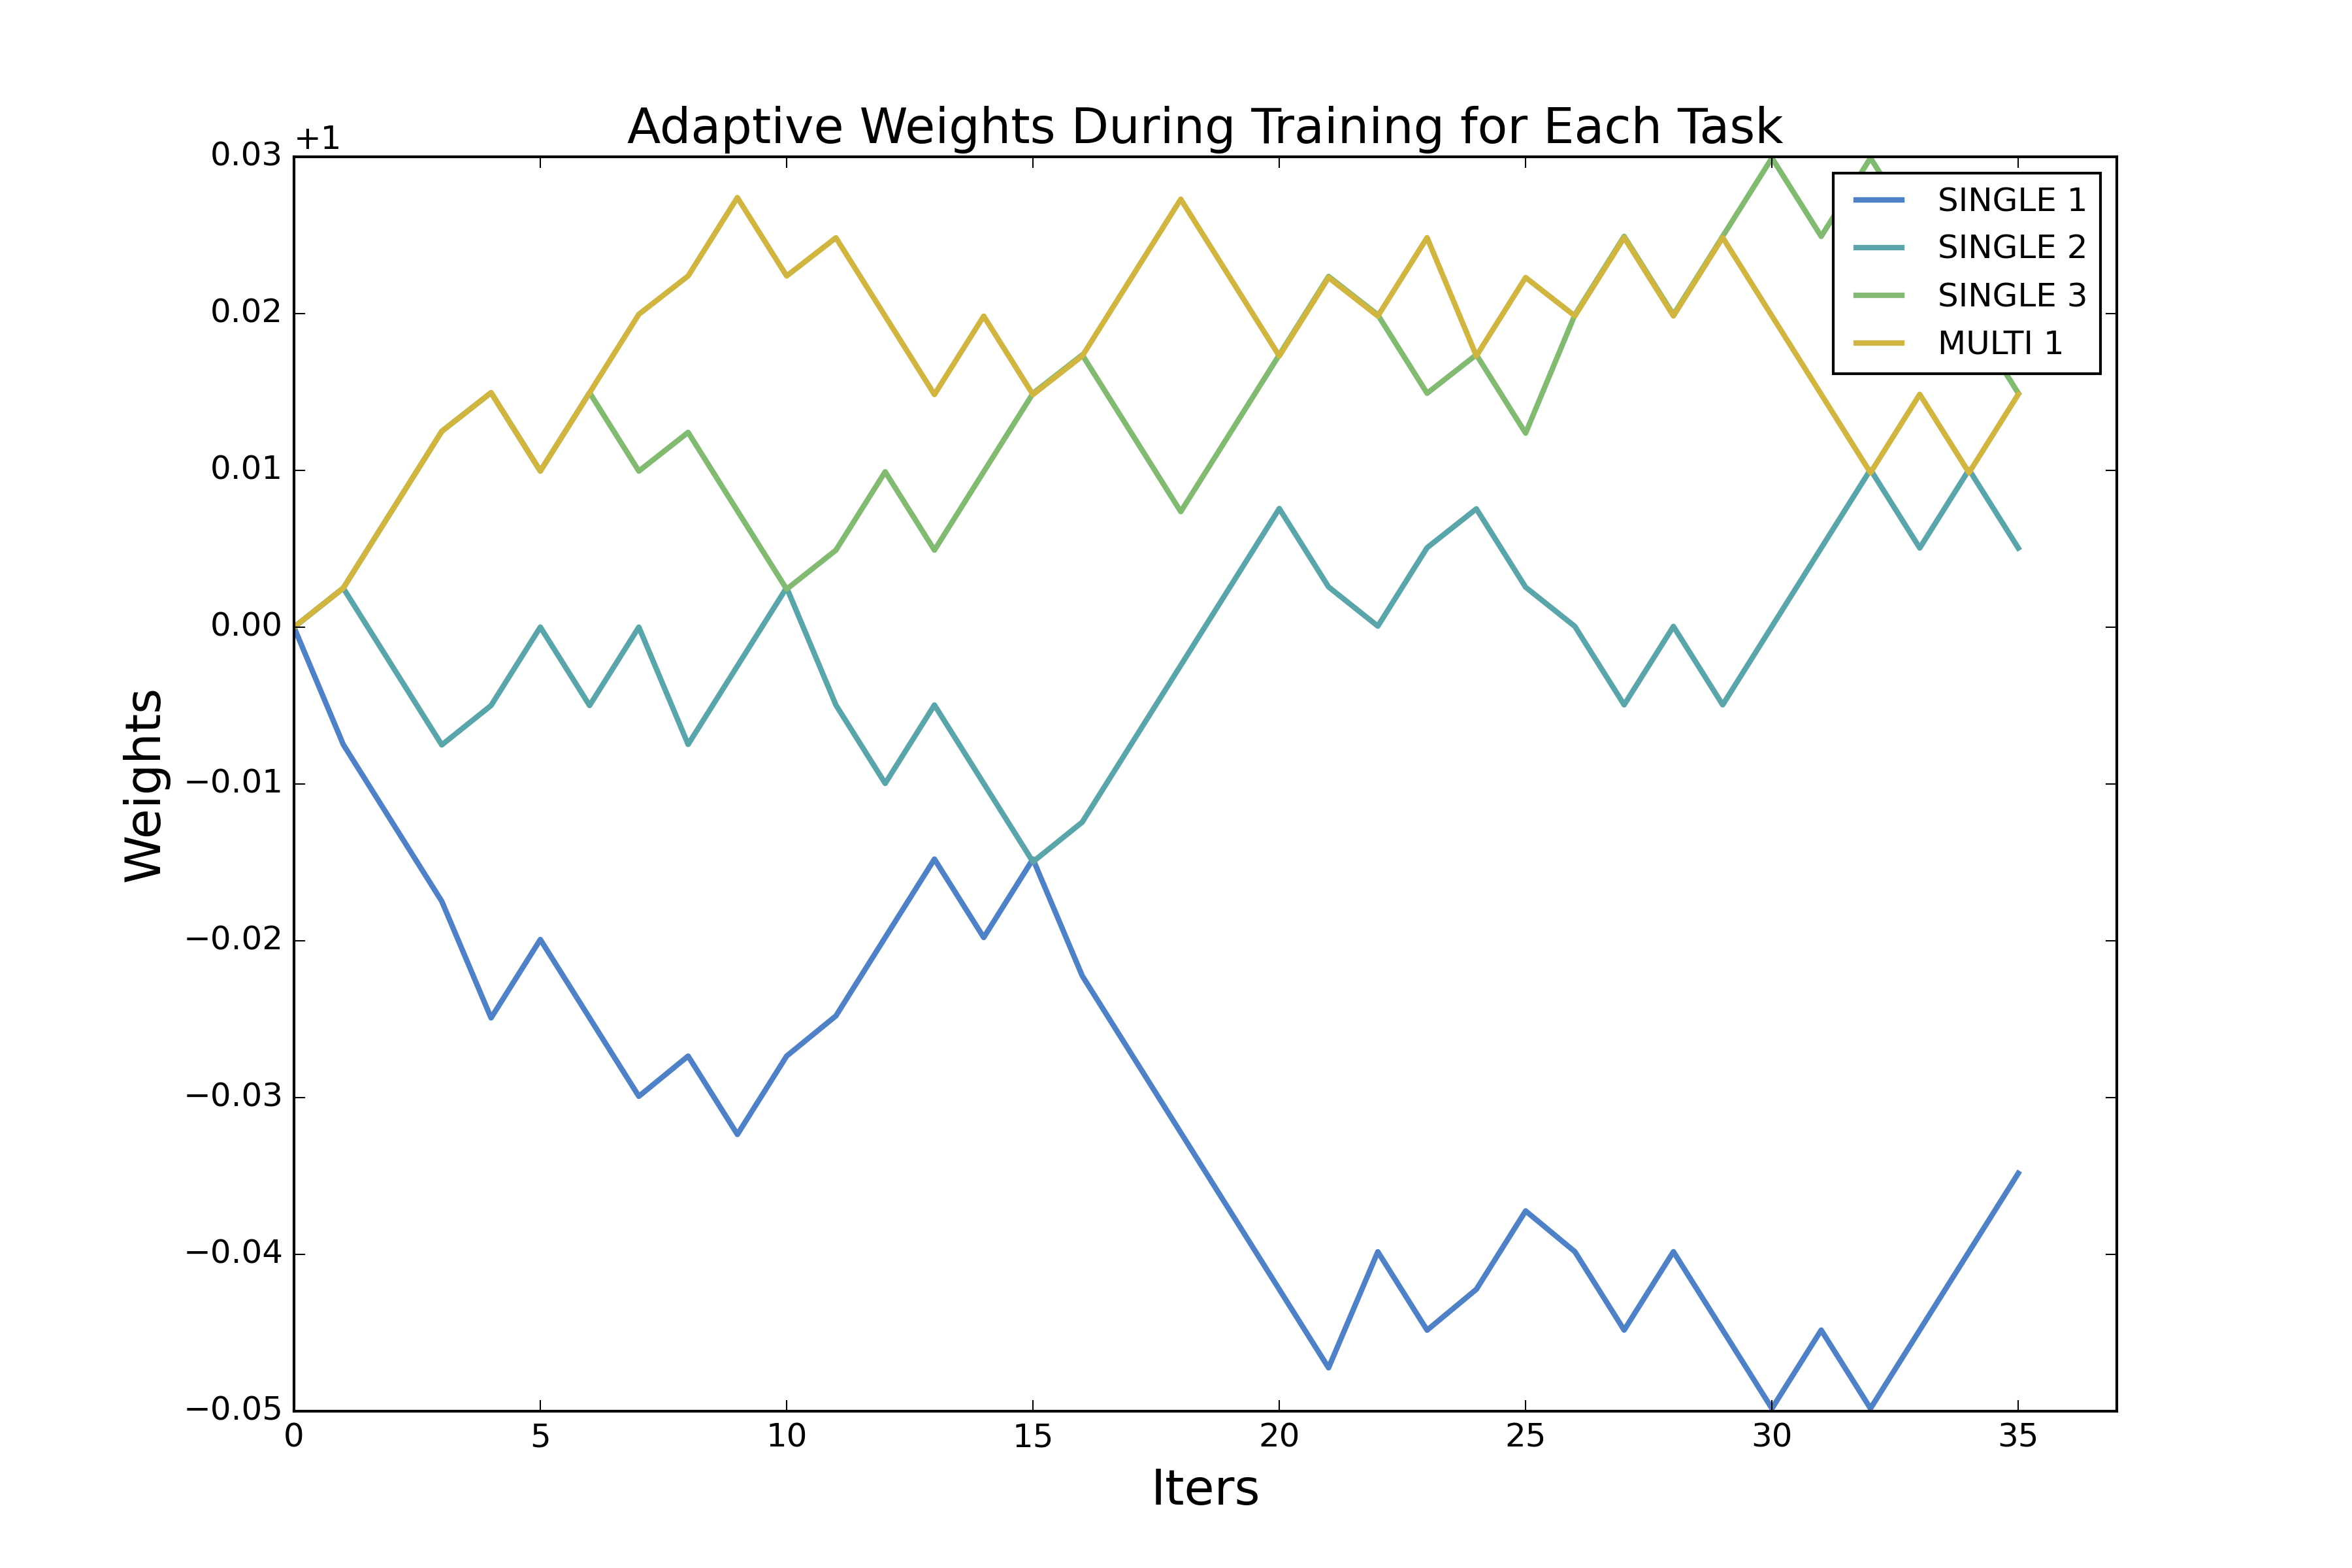 Adaptive Weights During Training for Each Task
+1
0.03
0.02
0.01
0.00
−0.01
−0.02
−0.03
−0.04
−0.05
Weights
SINGLE 1
SINGLE 2
SINGLE 3
MULTI 1
0 5 10 15 20 25 30 35
Iters